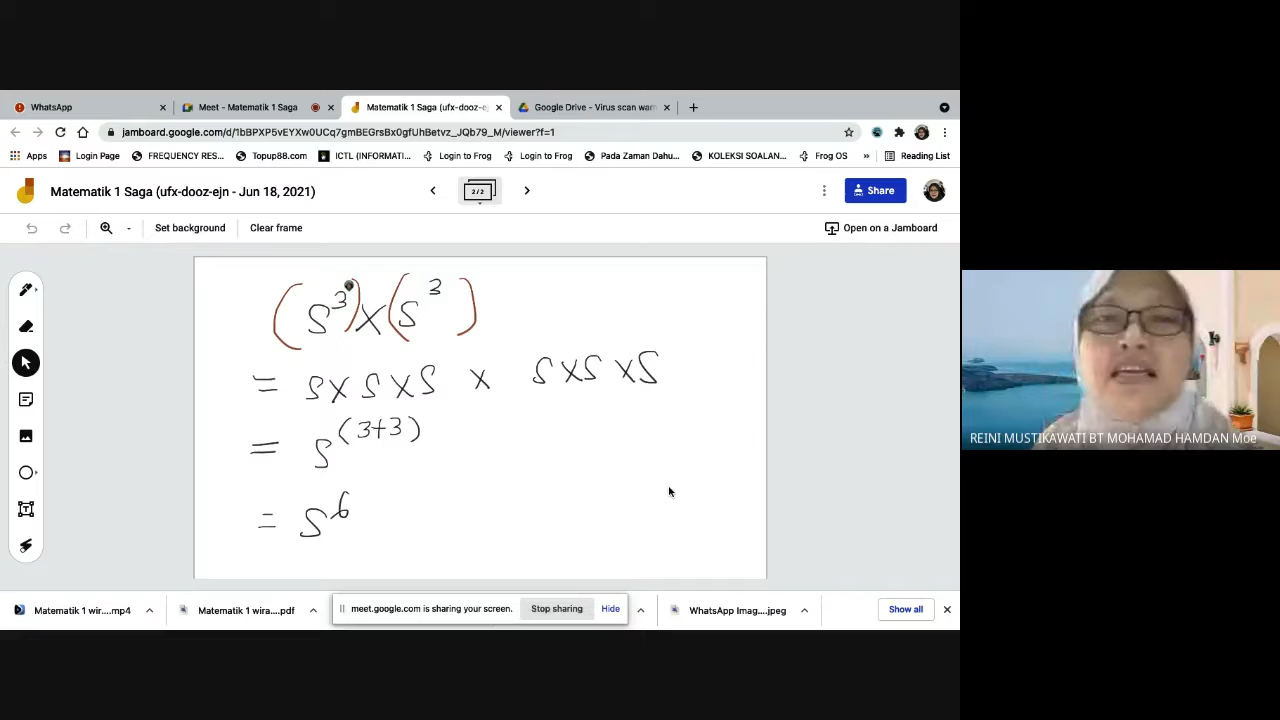 WhatsApp
Meet - Matematik 1 Saga
Matematik 1 Saga (ufx-dooz-e
Google Drive - Virus scan warn
jamboard.google.com/d/1bBPXP5vEYXw0UCq7gmBEGrsBx0gfUhBetvz_JQb79_M/viewer?f=1
Apps Login Page FREQUENCY RES... Topup88.com ICTL (INFORMATI... Login to Frog Login to Frog Pada Zaman Dahu... KOLEKSI SOALAN... Frog OS » Reading List
Matematik 1 Saga (ufx-dooz-ejn - Jun 18, 2021)
2/2
Share
Set background Clear frame
Open on a Jamboard
(S³)×(S³)
= S×S×S × S×S×S
= S^(3+3)
= S⁶
REINI MUSTIKAWATI BT MOHAMAD HAMDAN Moe
Matematik 1 wir....mp4
Matematik 1 wira....pdf
meet.google.com is sharing your screen. Stop sharing Hide
WhatsApp Imag....jpeg
Show all